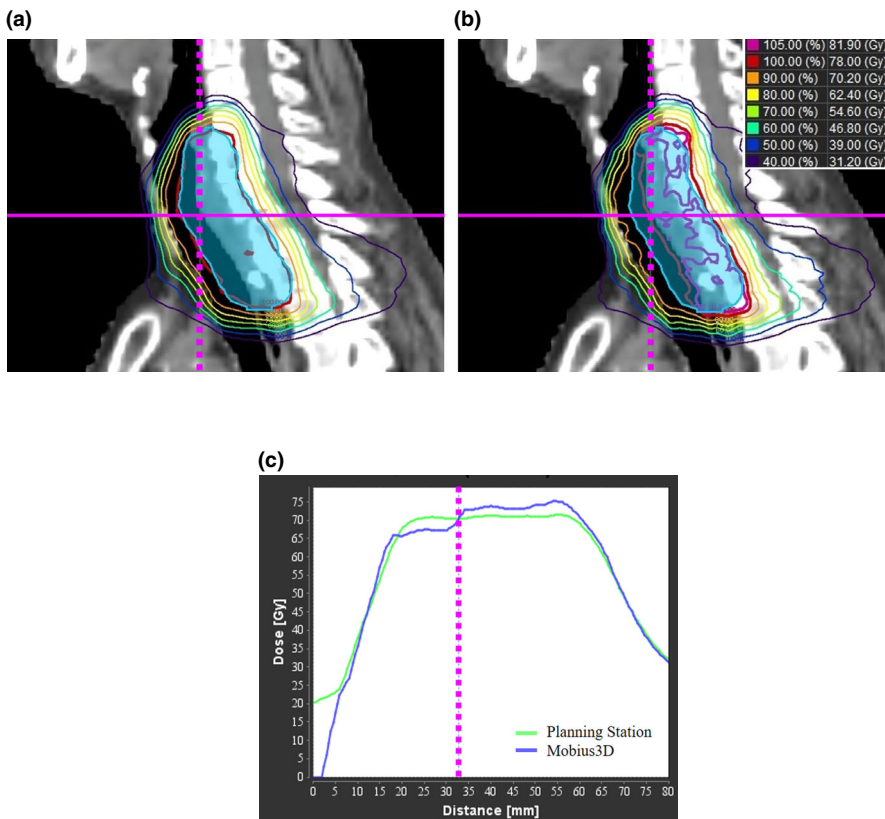 (a)
(b)
105.00 (%) 81.90 (Gy)
100.00 (%) 78.00 (Gy)
90.00 (%) 70.20 (Gy)
80.00 (%) 62.40 (Gy)
70.00 (%) 54.60 (Gy)
60.00 (%) 46.80 (Gy)
50.00 (%) 39.00 (Gy)
40.00 (%) 31.20 (Gy)
(c)
75
70
65
60
55
50
45
40
35
30
25
20
15
10
5
0
Dose [Gy]
Planning Station
Mobius3D
0 5 10 15 20 25 30 35 40 45 50 55 60 65 70 75 80
Distance [mm]